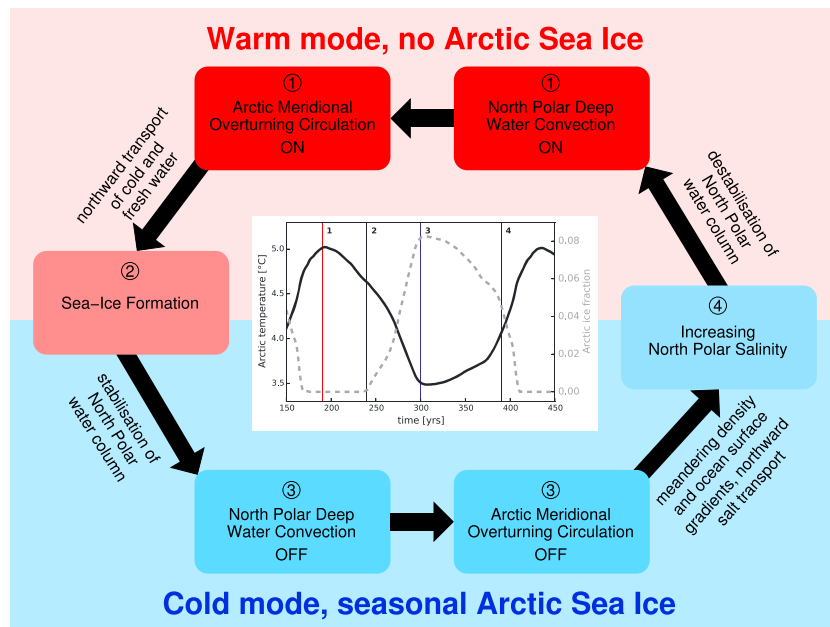 Warm mode, no Arctic Sea Ice
①
Arctic Meridional
Overturning Circulation
ON
①
North Polar Deep
Water Convection
ON
northward transport
of cold and
fresh water
destabilisation of
North Polar
water column
②
Sea−Ice Formation
④
Increasing
North Polar Salinity
1 2 3 4
Arctic temperature [°C]
5.0
4.5
4.0
3.5
0.08
0.06
0.04
0.02
0.00
Arctic ice fraction
150 200 250 300 350 400 450
time [yrs]
stabilisation of
North Polar
water column
meandering density
and ocean surface
gradients, northward
salt transport
③
North Polar Deep
Water Convection
OFF
③
Arctic Meridional
Overturning Circulation
OFF
Cold mode, seasonal Arctic Sea Ice